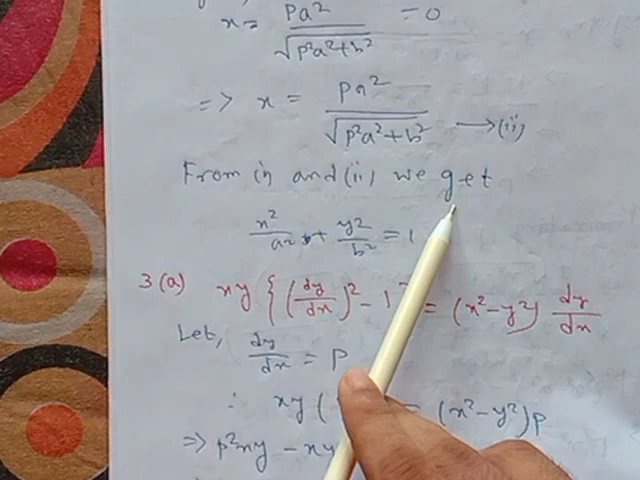 x = pa² / √(p²a²+b²) = 0
=> x = pa² / √(p²a²+b²) → (ii)
From (i) and (ii) we get
x²/a² + y²/b² = 1
3(a) xy { (dy/dx)² - 1 = (x²-y²) dy/dx
Let, dy/dx = p
∴ xy ( = (x²-y²)p
=> p²xy - xy